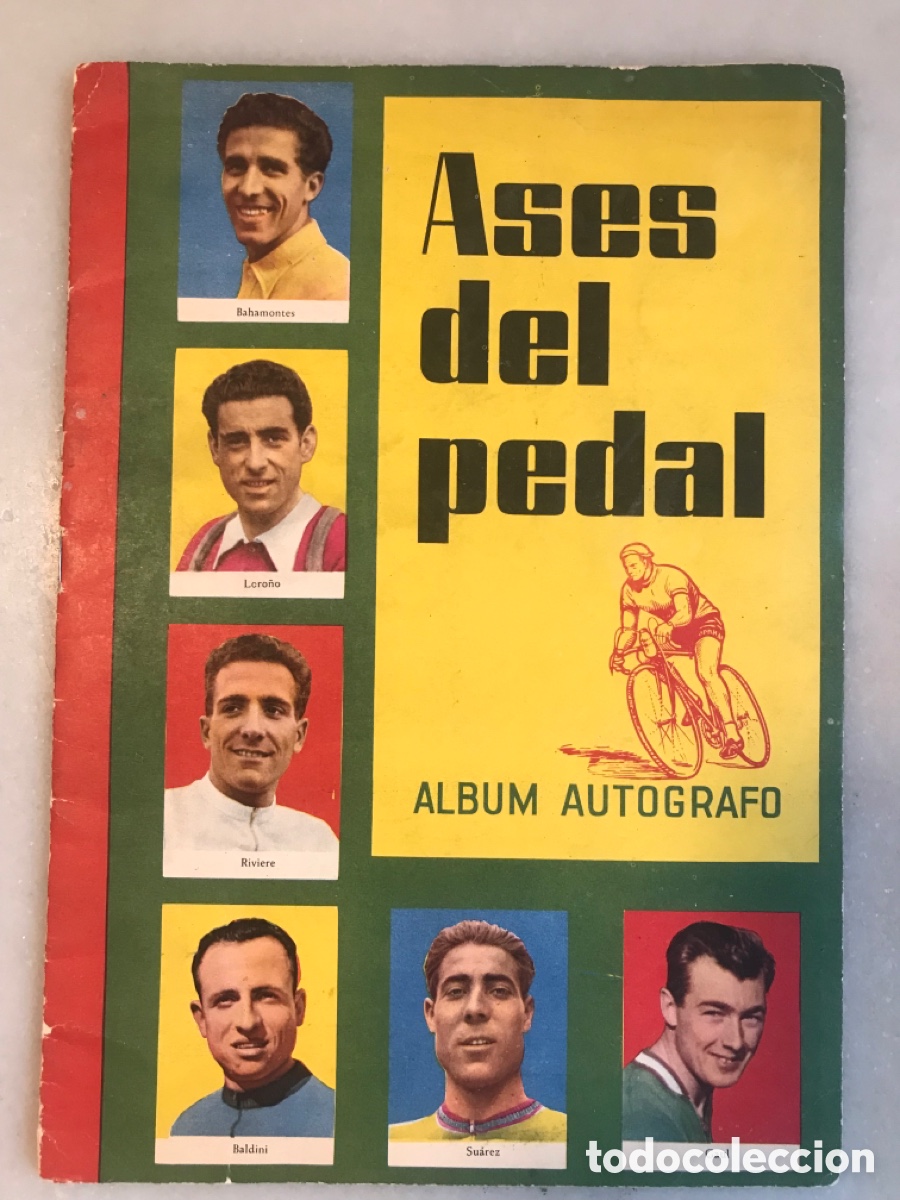 Ases
del
pedal
ALBUM AUTOGRAFO
Bahamontes
Loroño
Riviere
Baldini
Suárez
todocoleccion